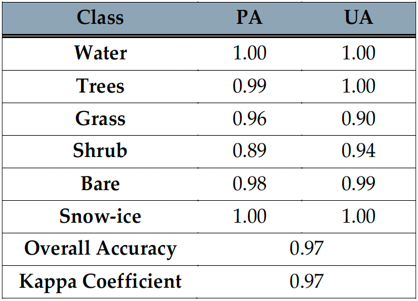 Class PA UA
Water 1.00 1.00
Trees 0.99 1.00
Grass 0.96 0.90
Shrub 0.89 0.94
Bare 0.98 0.99
Snow-ice 1.00 1.00
Overall Accuracy 0.97
Kappa Coefficient 0.97